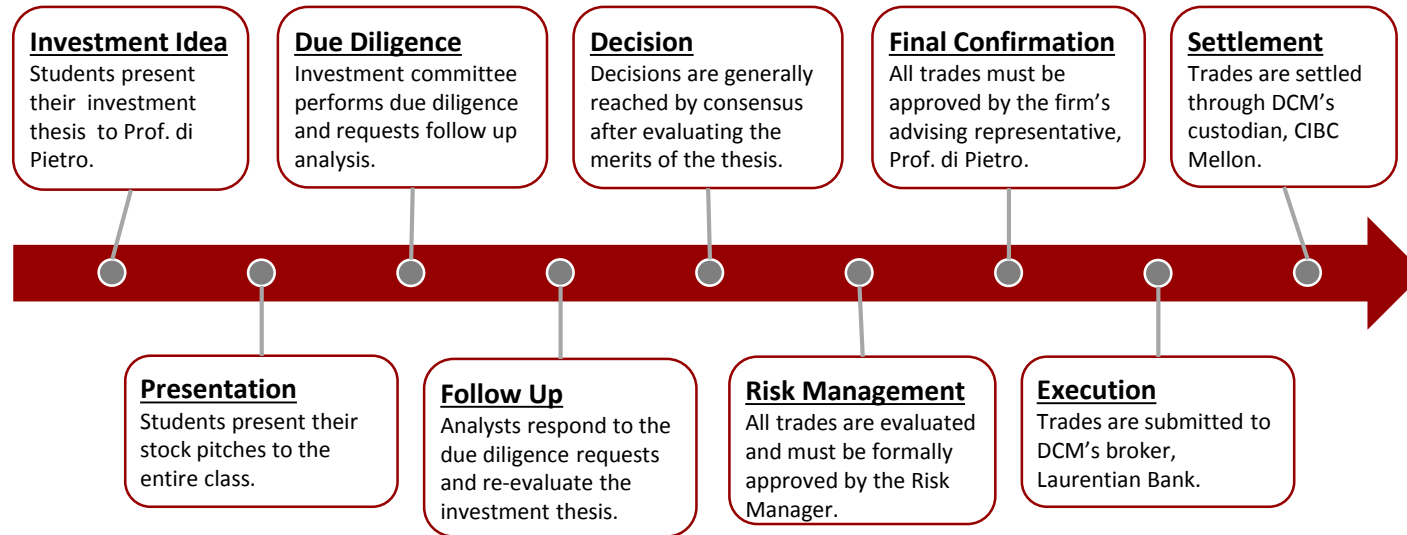 Investment Idea
Students present
their investment
thesis to Prof. di
Pietro.
Due Diligence
Investment committee
performs due diligence
and requests follow up
analysis.
Decision
Decisions are generally
reached by consensus
after evaluating the
merits of the thesis.
Final Confirmation
All trades must be
approved by the firm's
advising representative,
Prof. di Pietro.
Settlement
Trades are settled
through DCM's
custodian, CIBC
Mellon.
Presentation
Students present their
stock pitches to the
entire class.
Follow Up
Analysts respond to the
due diligence requests
and re-evaluate the
investment thesis.
Risk Management
All trades are evaluated
and must be formally
approved by the Risk
Manager.
Execution
Trades are submitted to
DCM's broker,
Laurentian Bank.